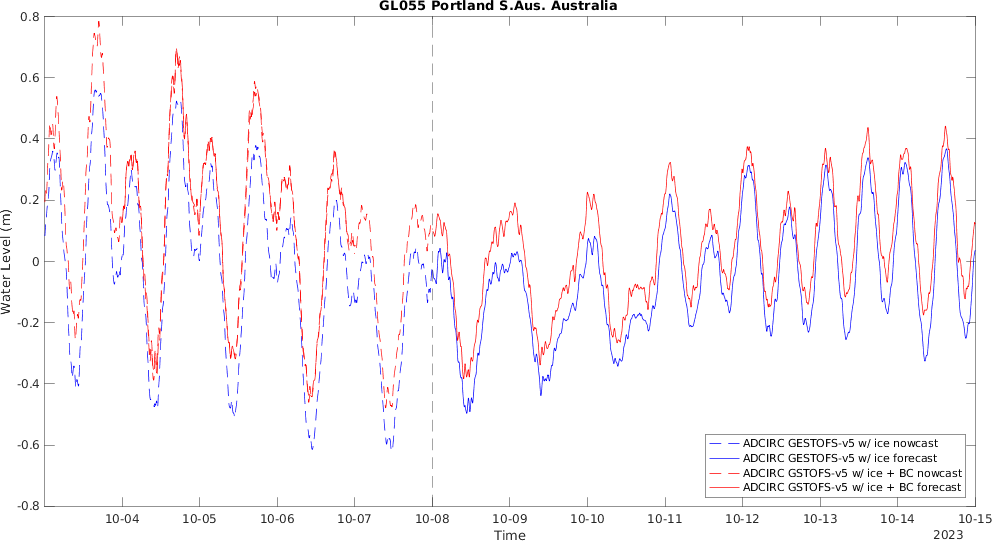 GL055 Portland S.Aus. Australia
0.8
0.6
0.4
0.2
0
-0.2
-0.4
-0.6
-0.8
Water Level (m)
ADCIRC GESTOFS-v5 w/ ice nowcast
ADCIRC GESTOFS-v5 w/ ice forecast
ADCIRC GSTOFS-v5 w/ ice + BC nowcast
ADCIRC GSTOFS-v5 w/ ice + BC forecast
10-04 10-05 10-06 10-07 10-08 10-09 10-10 10-11 10-12 10-13 10-14 10-15
Time
2023